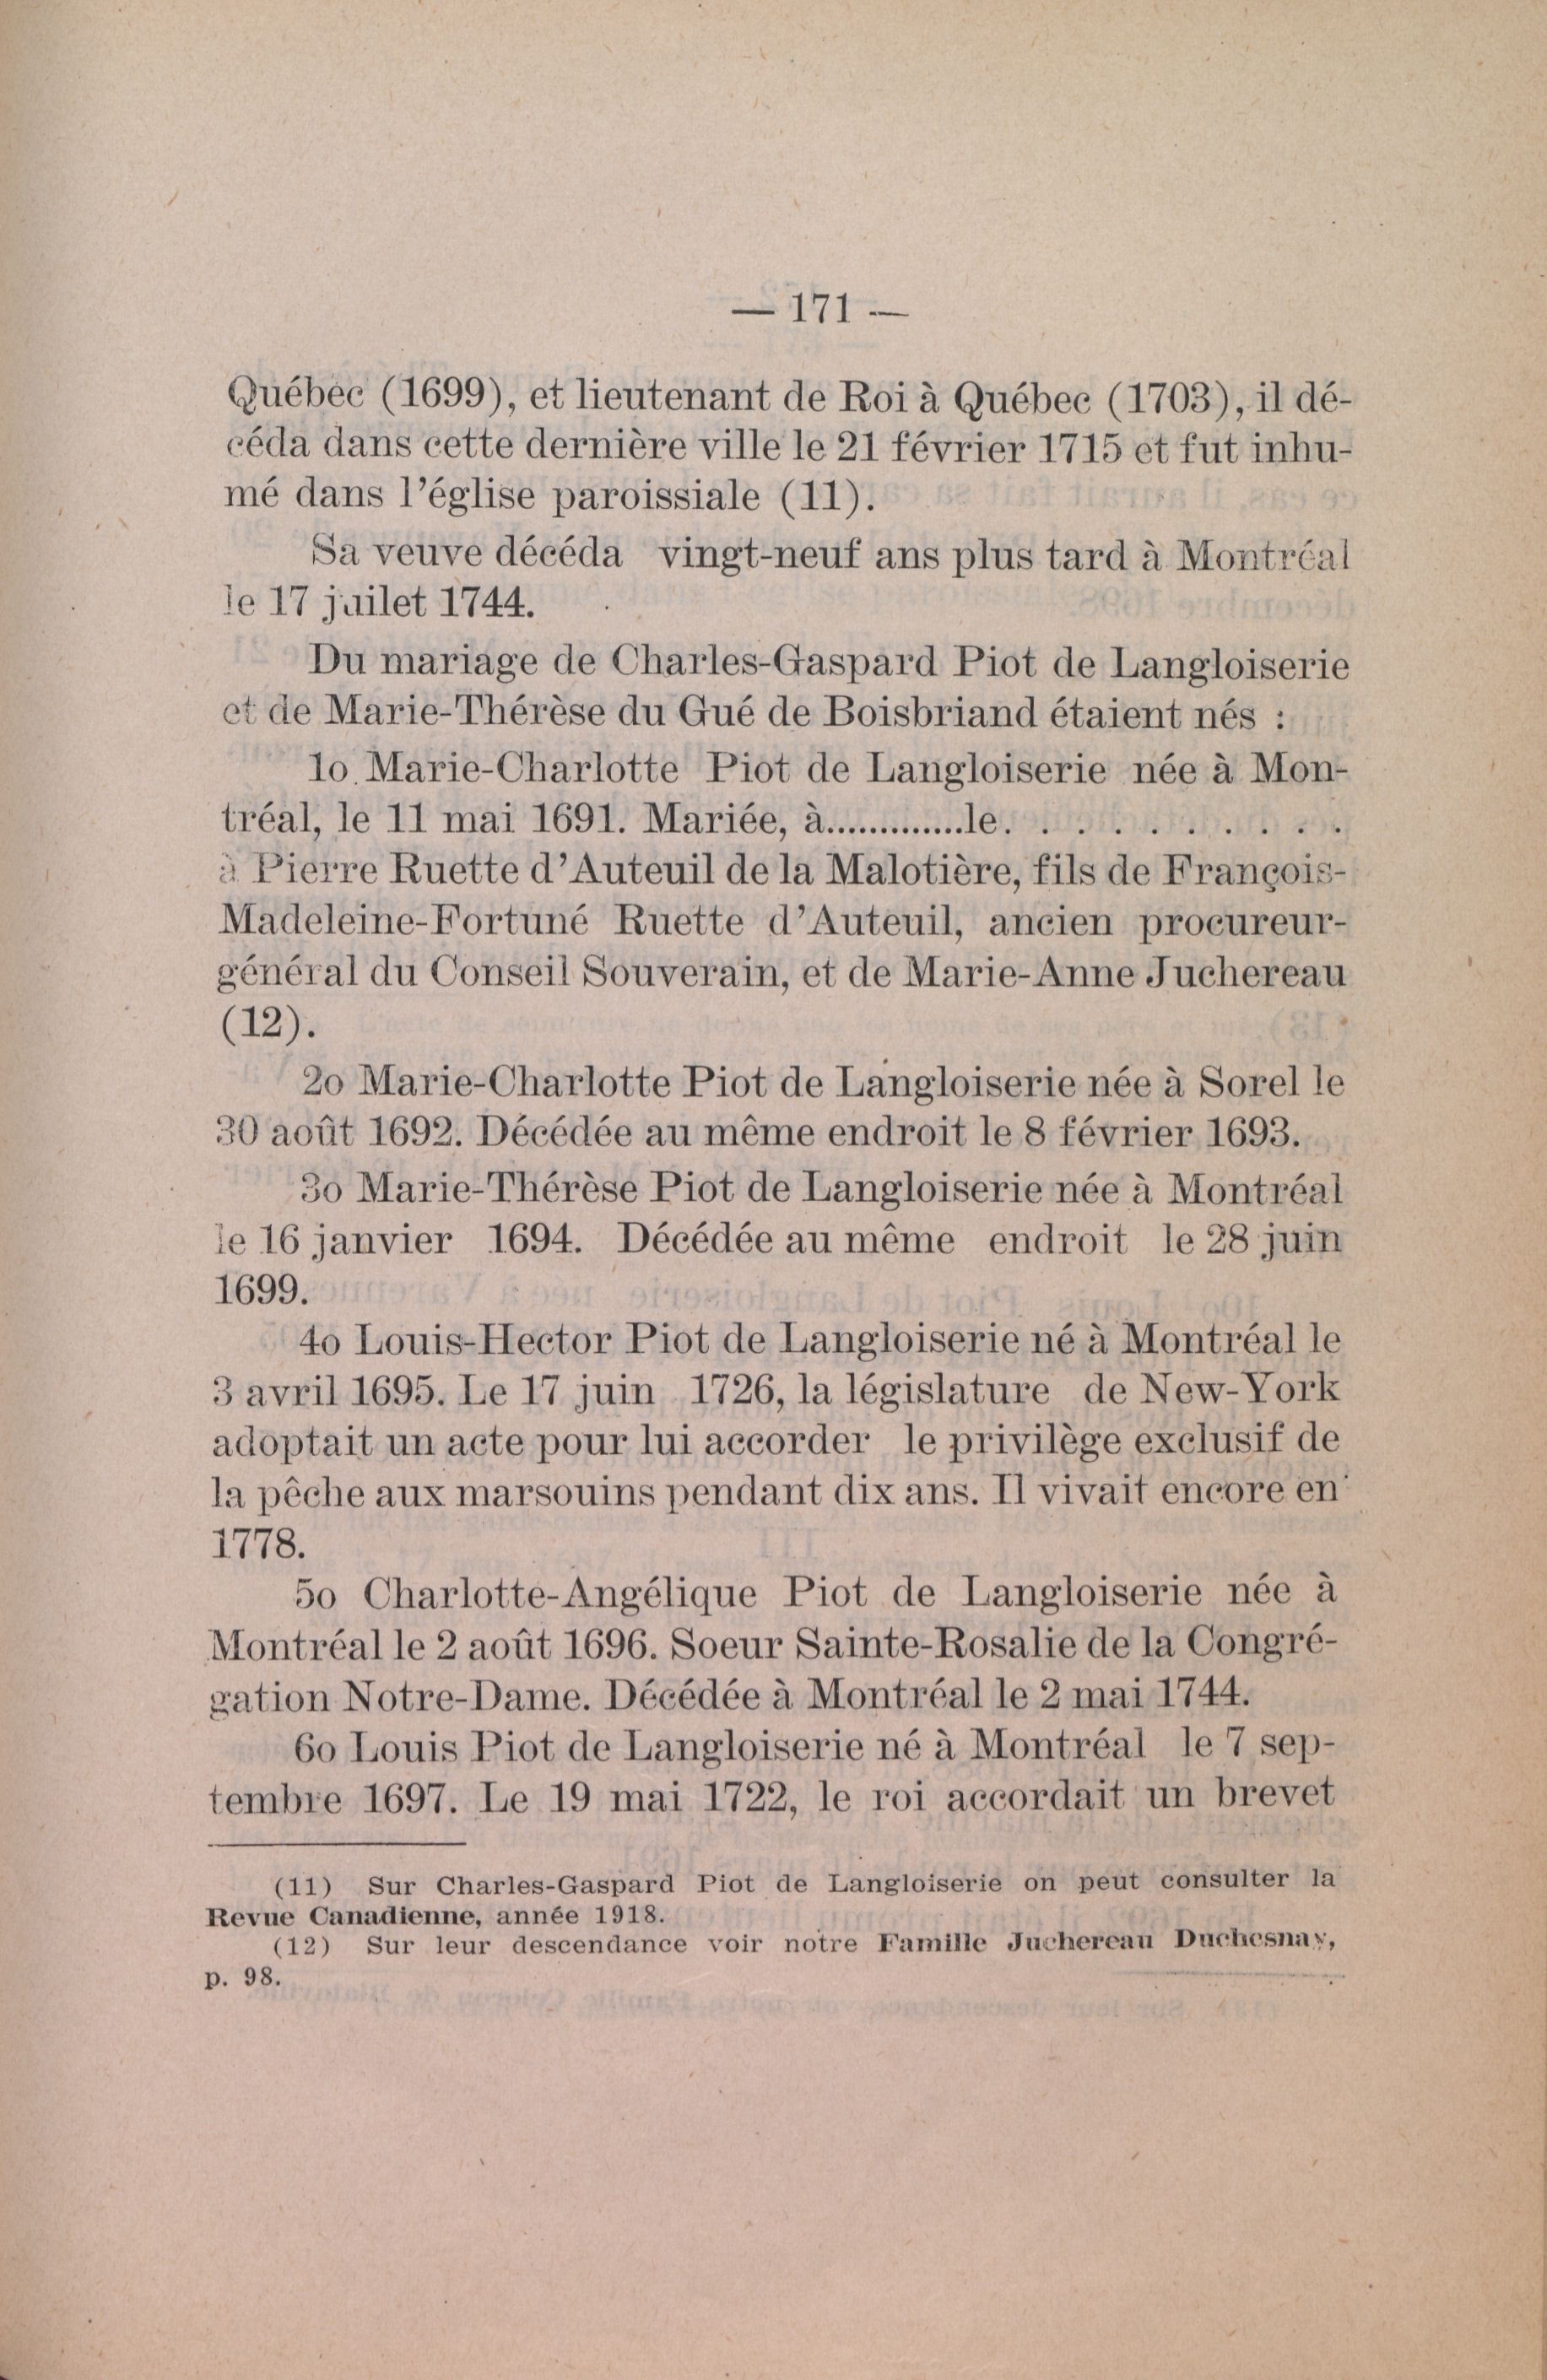 — 171 —
Québec (1699), et lieutenant de Roi à Québec (1703), il dé-
céda dans cette dernière ville le 21 février 1715 et fut inhu-
mé dans l'église paroissiale (11).
Sa veuve décéda vingt-neuf ans plus tard à Montréal
le 17 juilet 1744.
Du mariage de Charles-Gaspard Piot de Langloiserie
et de Marie-Thérèse du Gué de Boisbriand étaient nés :
1o Marie-Charlotte Piot de Langloiserie née à Mon-
tréal, le 11 mai 1691. Mariée, à..............le. . . . . . . . . .
à Pierre Ruette d'Auteuil de la Malotière, fils de François-
Madeleine-Fortuné Ruette d'Auteuil, ancien procureur-
général du Conseil Souverain, et de Marie-Anne Juchereau
(12).
2o Marie-Charlotte Piot de Langloiserie née à Sorel le
30 août 1692. Décédée au même endroit le 8 février 1693.
3o Marie-Thérèse Piot de Langloiserie née à Montréal
le 16 janvier 1694. Décédée au même endroit le 28 juin
1699.
4o Louis-Hector Piot de Langloiserie né à Montréal le
3 avril 1695. Le 17 juin 1726, la législature de New-York
adoptait un acte pour lui accorder le privilège exclusif de
la pêche aux marsouins pendant dix ans. Il vivait encore en
1778.
5o Charlotte-Angélique Piot de Langloiserie née à
Montréal le 2 août 1696. Soeur Sainte-Rosalie de la Congré-
gation Notre-Dame. Décédée à Montréal le 2 mai 1744.
6o Louis Piot de Langloiserie né à Montréal le 7 sep-
tembre 1697. Le 19 mai 1722, le roi accordait un brevet
(11) Sur Charles-Gaspard Piot de Langloiserie on peut consulter la
Revue Canadienne, année 1918.
(12) Sur leur descendance voir notre Famille Juchereau Duchesnay,
p. 98.